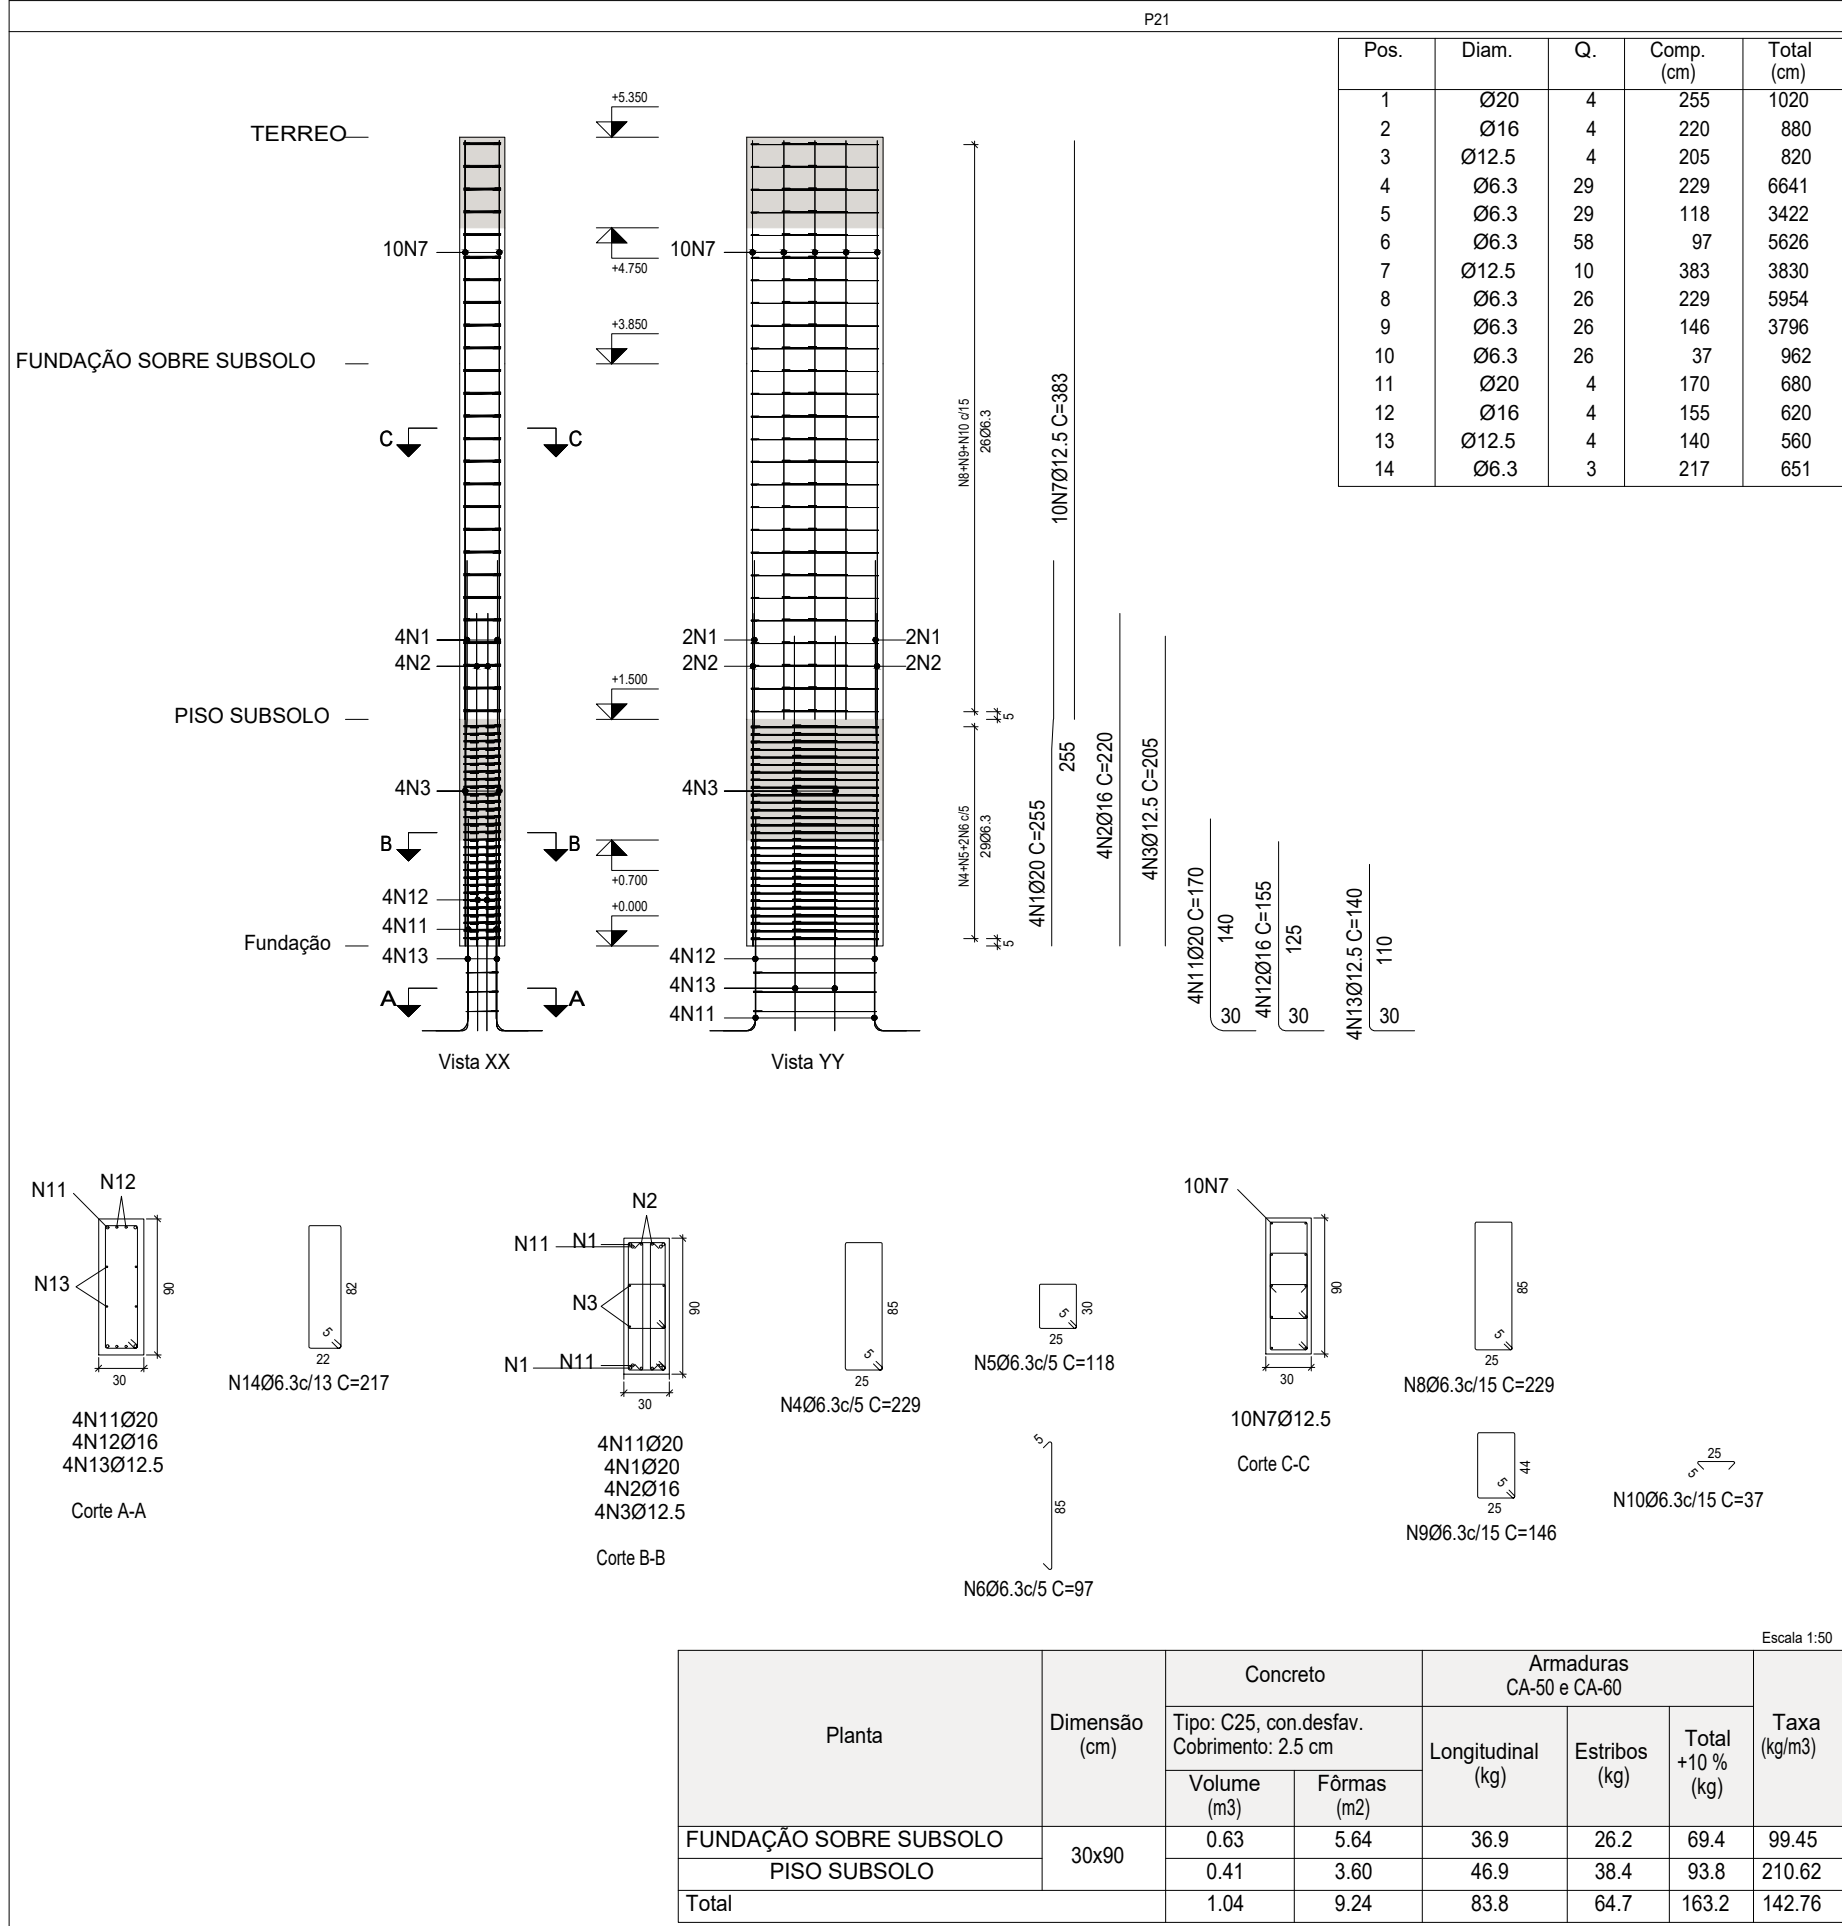 P21
Pos. Diam. Q. Comp. (cm) Total (cm)
1 Ø20 4 255 1020
2 Ø16 4 220 880
3 Ø12.5 4 205 820
4 Ø6.3 29 229 6641
5 Ø6.3 29 118 3422
6 Ø6.3 58 97 5626
7 Ø12.5 10 383 3830
8 Ø6.3 26 229 5954
9 Ø6.3 26 146 3796
10 Ø6.3 26 37 962
11 Ø20 4 170 680
12 Ø16 4 155 620
13 Ø12.5 4 140 560
14 Ø6.3 3 217 651
TERREO
+5.350
10N7
+4.750
10N7
FUNDAÇÃO SOBRE SUBSOLO
+3.850
C C
4N1
4N2
2N1 2N1
2N2 2N2
PISO SUBSOLO
+1.500
4N3
4N3
B B
+0.700
4N12
4N11
+0.000
Fundação
4N13
4N12
4N13
4N11
A A
Vista XX
Vista YY
N8+N9+N10 c/15
26Ø6.3
5
N4+N5+2N6 c/5
29Ø6.3
5
10N7Ø12.5 C=383
4N1Ø20 C=255
255
4N2Ø16 C=220
4N3Ø12.5 C=205
4N11Ø20 C=170
140
30
4N12Ø16 C=155
125
30
4N13Ø12.5 C=140
110
30
N11 N12
N13
90
30
4N11Ø20
4N12Ø16
4N13Ø12.5
Corte A-A
82
5
22
N14Ø6.3c/13 C=217
N2
N11 N1
N3
N1 N11
90
30
4N11Ø20
4N1Ø20
4N2Ø16
4N3Ø12.5
Corte B-B
85
5
25
N4Ø6.3c/5 C=229
30
5
25
N5Ø6.3c/5 C=118
5
85
N6Ø6.3c/5 C=97
10N7
90
30
10N7Ø12.5
Corte C-C
85
5
25
N8Ø6.3c/15 C=229
44
5
25
N9Ø6.3c/15 C=146
25
5
N10Ø6.3c/15 C=37
Escala 1:50
Planta
Dimensão
(cm)
Concreto
Tipo: C25, con.desfav.
Cobrimento: 2.5 cm
Volume
(m3)
Fôrmas
(m2)
Armaduras
CA-50 e CA-60
Longitudinal
(kg)
Estribos
(kg)
Total
+10 %
(kg)
Taxa
(kg/m3)
FUNDAÇÃO SOBRE SUBSOLO 30x90 0.63 5.64 36.9 26.2 69.4 99.45
PISO SUBSOLO 0.41 3.60 46.9 38.4 93.8 210.62
Total 1.04 9.24 83.8 64.7 163.2 142.76